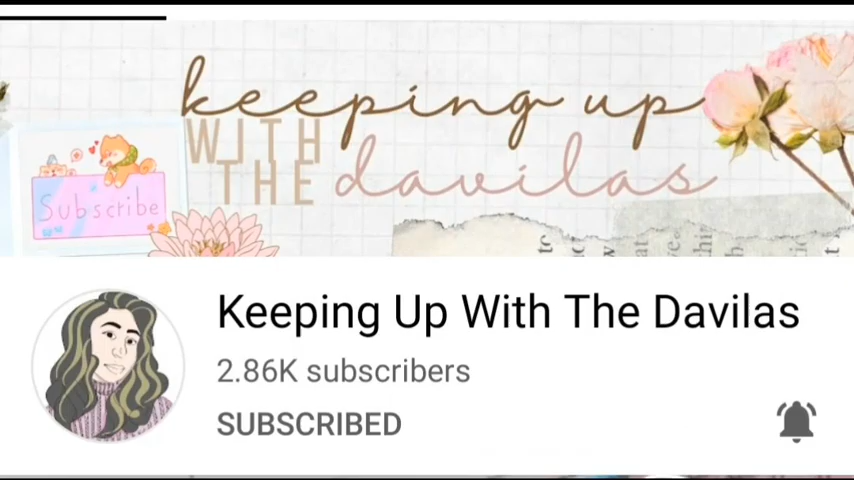 keeping up
WITH
THE davilas
Subscribe
Keeping Up With The Davilas
2.86K subscribers
SUBSCRIBED